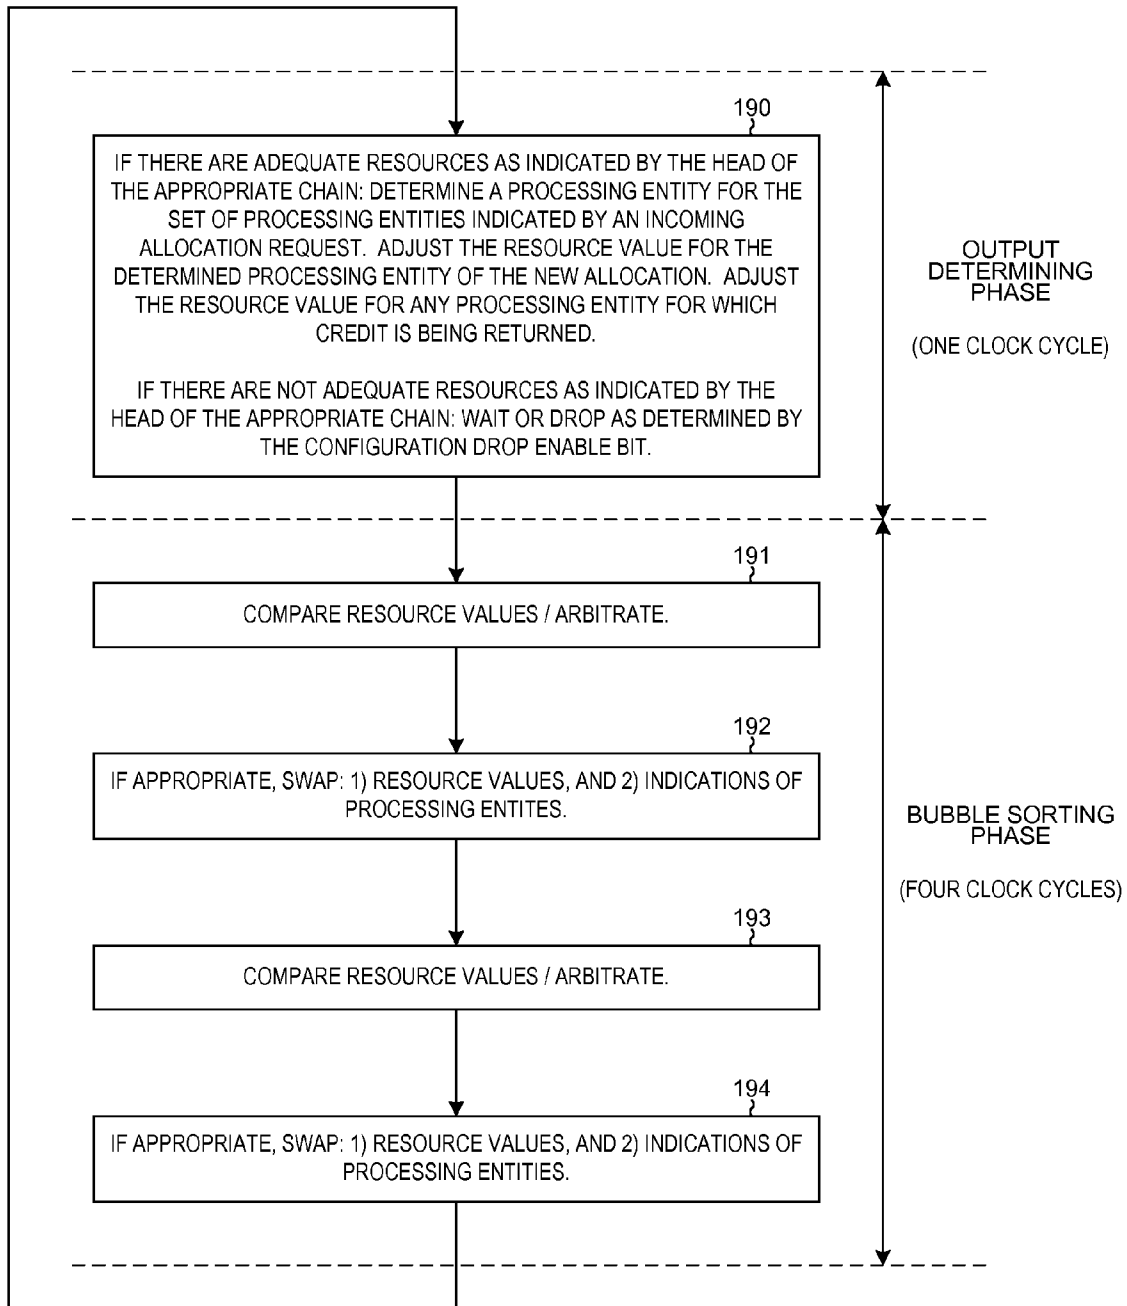 190
IF THERE ARE ADEQUATE RESOURCES AS INDICATED BY THE HEAD OF
THE APPROPRIATE CHAIN: DETERMINE A PROCESSING ENTITY FOR THE
SET OF PROCESSING ENTITIES INDICATED BY AN INCOMING
ALLOCATION REQUEST. ADJUST THE RESOURCE VALUE FOR THE
DETERMINED PROCESSING ENTITY OF THE NEW ALLOCATION. ADJUST
THE RESOURCE VALUE FOR ANY PROCESSING ENTITY FOR WHICH
CREDIT IS BEING RETURNED.
IF THERE ARE NOT ADEQUATE RESOURCES AS INDICATED BY THE
HEAD OF THE APPROPRIATE CHAIN: WAIT OR DROP AS DETERMINED BY
THE CONFIGURATION DROP ENABLE BIT.
OUTPUT
DETERMINING
PHASE
(ONE CLOCK CYCLE)
191
COMPARE RESOURCE VALUES / ARBITRATE.
192
IF APPROPRIATE, SWAP: 1) RESOURCE VALUES, AND 2) INDICATIONS OF
PROCESSING ENTITES.
BUBBLE SORTING
PHASE
(FOUR CLOCK CYCLES)
193
COMPARE RESOURCE VALUES / ARBITRATE.
194
IF APPROPRIATE, SWAP: 1) RESOURCE VALUES, AND 2) INDICATIONS OF
PROCESSING ENTITIES.